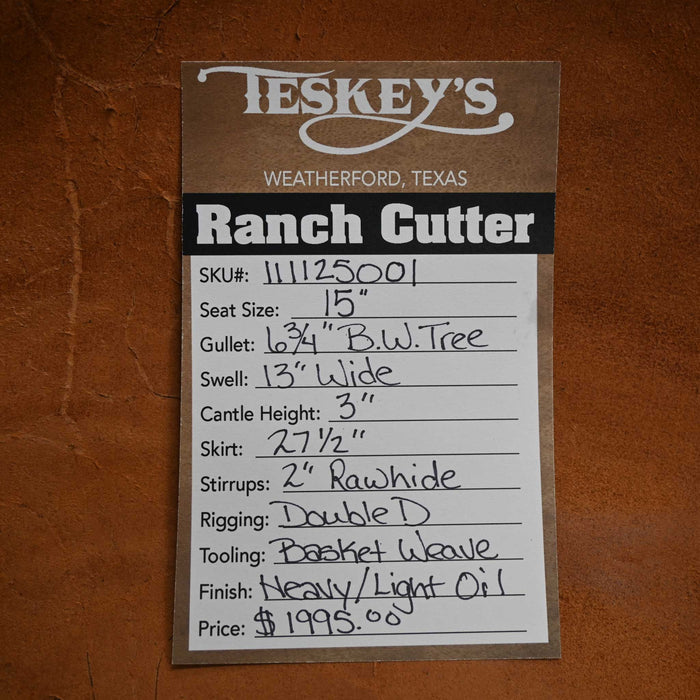 TESKEY'S
WEATHERFORD, TEXAS
Ranch Cutter
SKU#: 111125001
Seat Size: 15"
Gullet: 6¾" B.W. Tree
Swell: 13" Wide
Cantle Height: 3"
Skirt: 27 1/2"
Stirrups: 2" Rawhide
Rigging: Double D
Tooling: Basket Weave
Finish: Heavy/Light Oil
Price: $1995.00